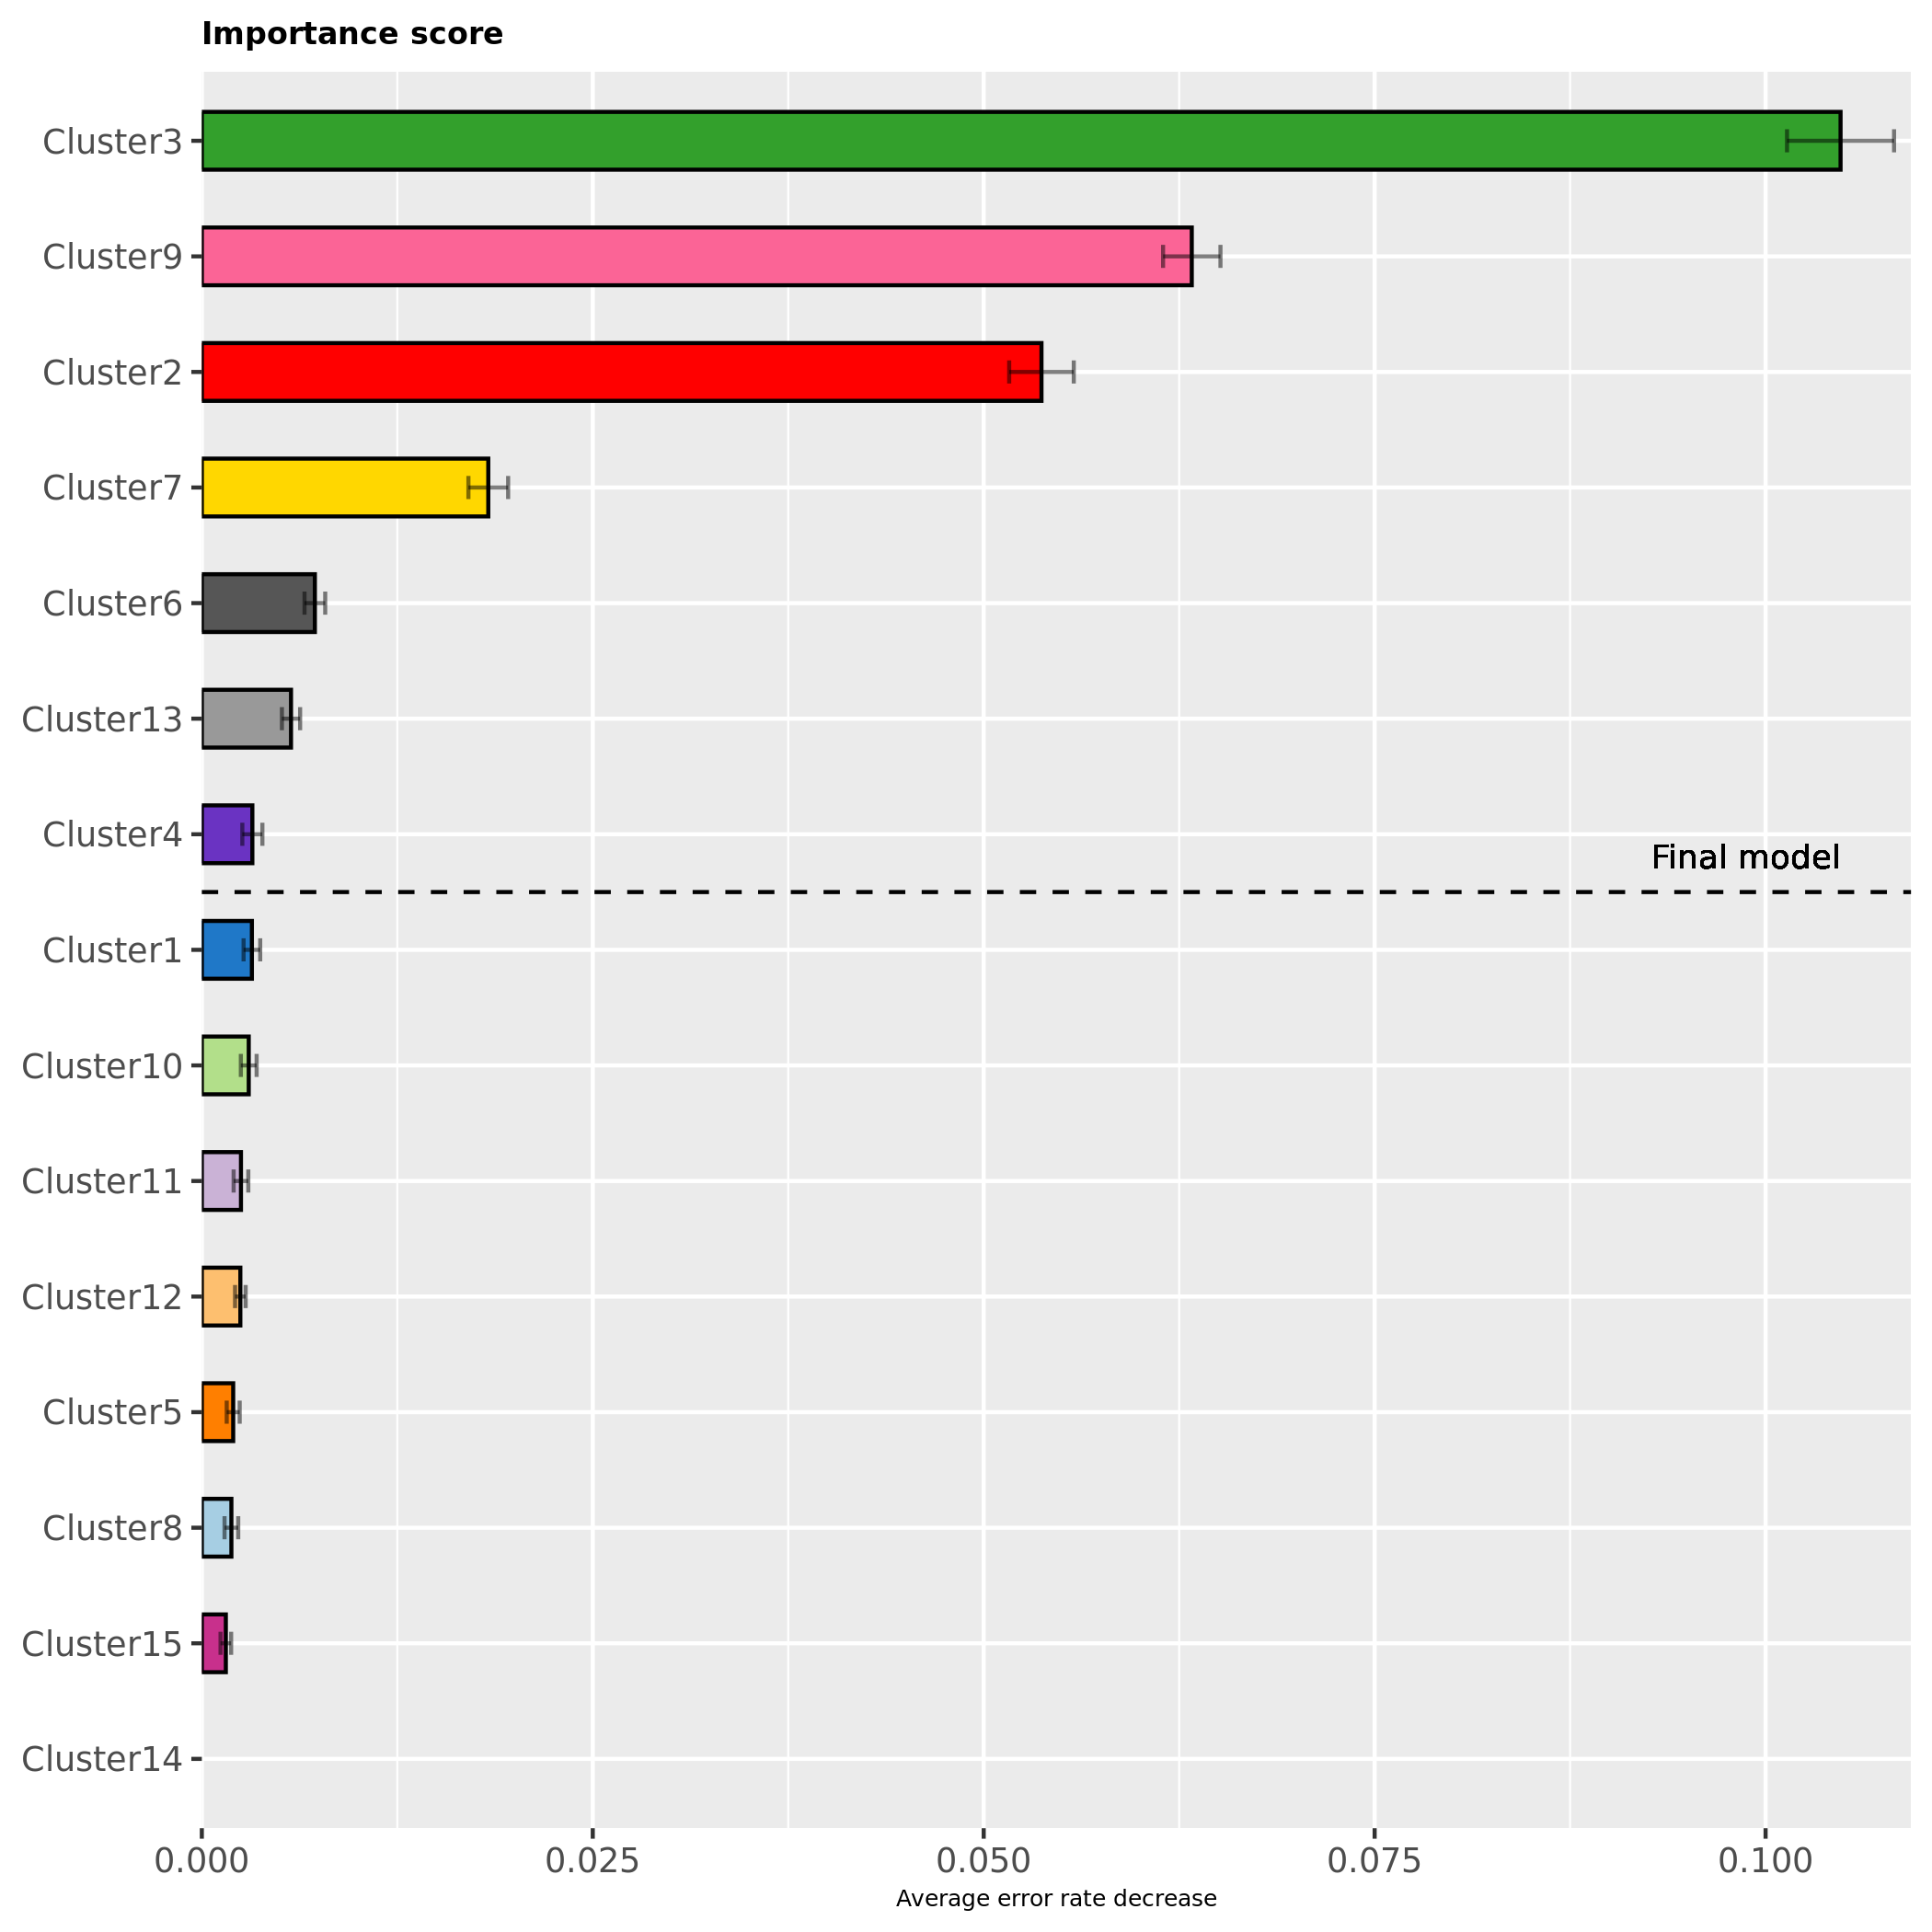 Importance score
Cluster3
Cluster9
Cluster2
Cluster7
Cluster6
Cluster13
Cluster4
Final model
Cluster1
Cluster10
Cluster11
Cluster12
Cluster5
Cluster8
Cluster15
Cluster14
0.000 0.025 0.050 0.075 0.100
Average error rate decrease